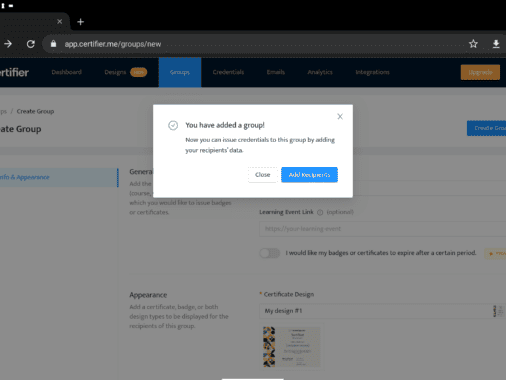 app.certifier.me/groups/new
rtifier Dashboard Designs Groups Credentials Emails Analytics Integrations Upgrade
ps / Create Group
ate Group
Create Grou
You have added a group!
Now you can issue credentials to this group by adding
your recipients' data.
Close Add Recipients
nfo & Appearance
General
Add the
(course,
which you would like to issue badges
or certificates.
Learning Event Link (optional)
https://your-learning-event
I would like my badges or certificates to expire after a certain period.
Appearance
Add a certificate, badge, or both
design types to be displayed for the
recipients of this group.
* Certificate Design
My design #1